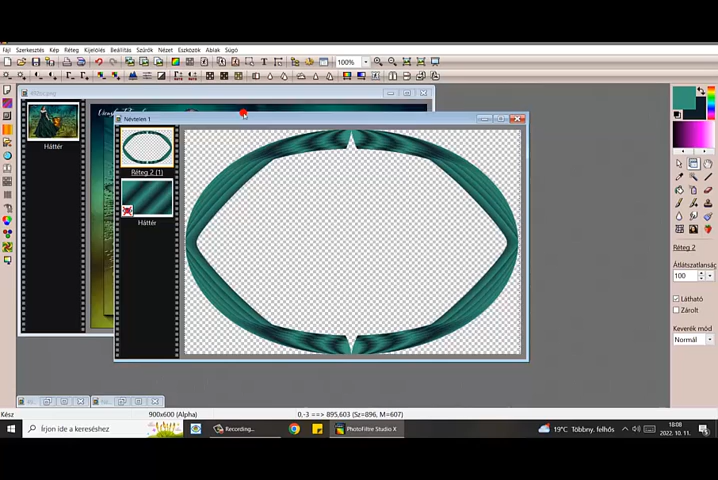 Fájl Szerkesztés Kép Réteg Kijelölés Beállítás Szűrők Nézet Eszközök Ablak Súgó
100%
Névtelen 1
Háttér
Réteg 2 (1)
Háttér
Réteg 2
Átlátszatlanság
100
Látható
Zárolt
Keverék mód
Normál
Kész
900x600 (Alpha)
0,-3 ==> 895,603 (Sz=896, M=607)
Írjon ide a kereséshez
Recording...
PhotoFiltre Studio X
19°C Többny. felhős
18:08
2022. 10. 11.